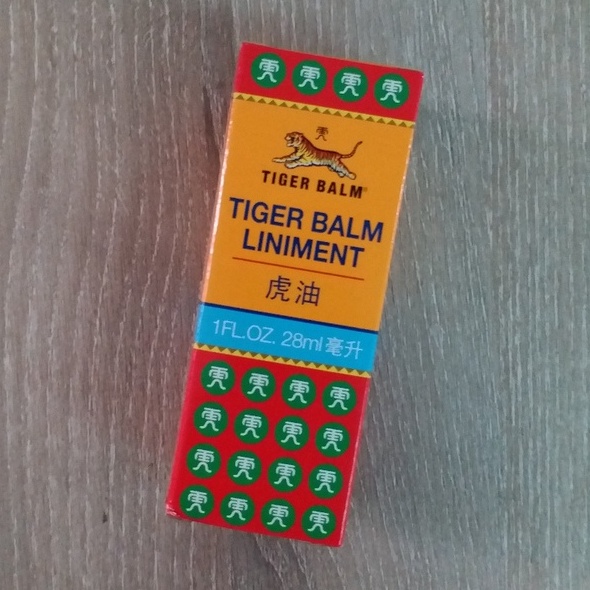 TIGER BALM®
TIGER BALM
LINIMENT
虎油
1FL.OZ. 28ml毫升